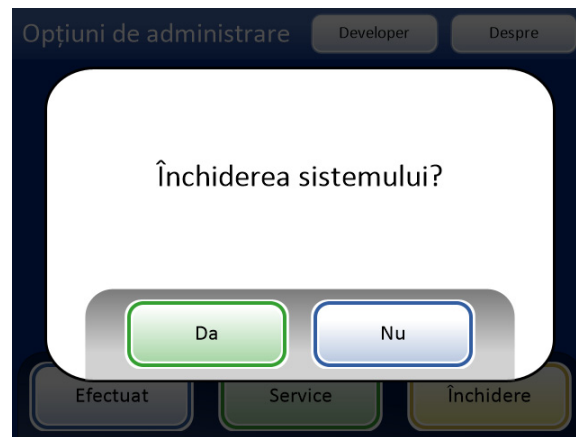 Opțiuni de administrare Developer Despre
Închiderea sistemului?
Da Nu
Efectuat Service Închidere